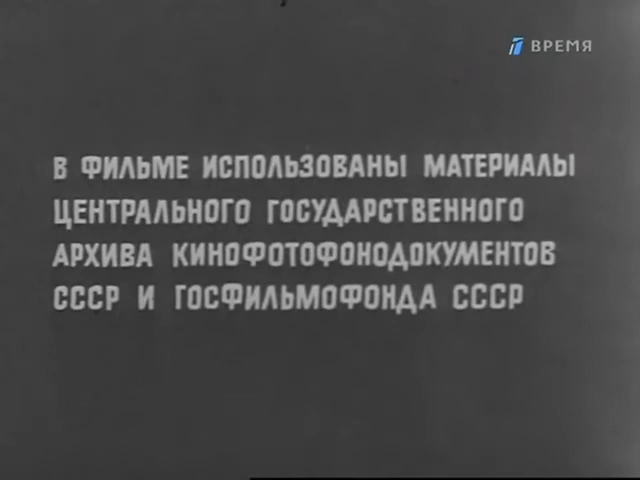 ВРЕМЯ
В ФИЛЬМЕ ИСПОЛЬЗОВАНЫ МАТЕРИАЛЫ
ЦЕНТРАЛЬНОГО ГОСУДАРСТВЕННОГО
АРХИВА КИНОФОТОФОНОДОКУМЕНТОВ
СССР И ГОСФИЛЬМОФОНДА СССР